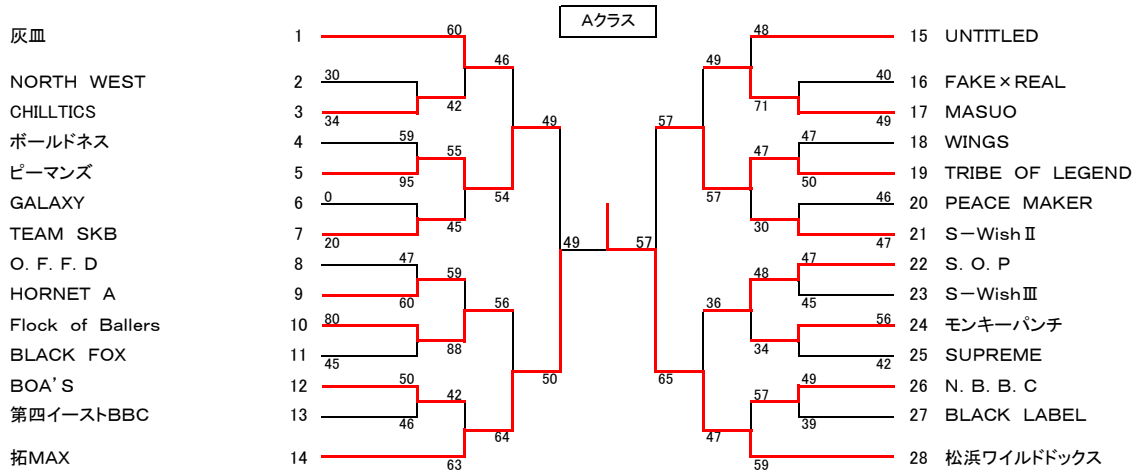 Aクラス
灰皿 1
NORTH WEST 2
CHILLTICS 3
ボールドネス 4
ピーマンズ 5
GALAXY 6
TEAM SKB 7
O.F.F.D 8
HORNET A 9
Flock of Ballers 10
BLACK FOX 11
BOA'S 12
第四イーストBBC 13
拓MAX 14
60
30
34
42
46
59
95
55
0
20
45
54
49
47
60
59
80
45
88
56
50
46
42
63
64
50
49
57
15 UNTITLED
16 FAKE×REAL
17 MASUO
18 WINGS
19 TRIBE OF LEGEND
20 PEACE MAKER
21 S-WishⅡ
22 S.O.P
23 S-WishⅢ
24 モンキーパンチ
25 SUPREME
26 N.B.B.C
27 BLACK LABEL
28 松浜ワイルドドックス
48
40
49
71
49
47
50
47
46
47
30
57
57
47
45
48
56
42
34
36
49
39
57
59
47
65